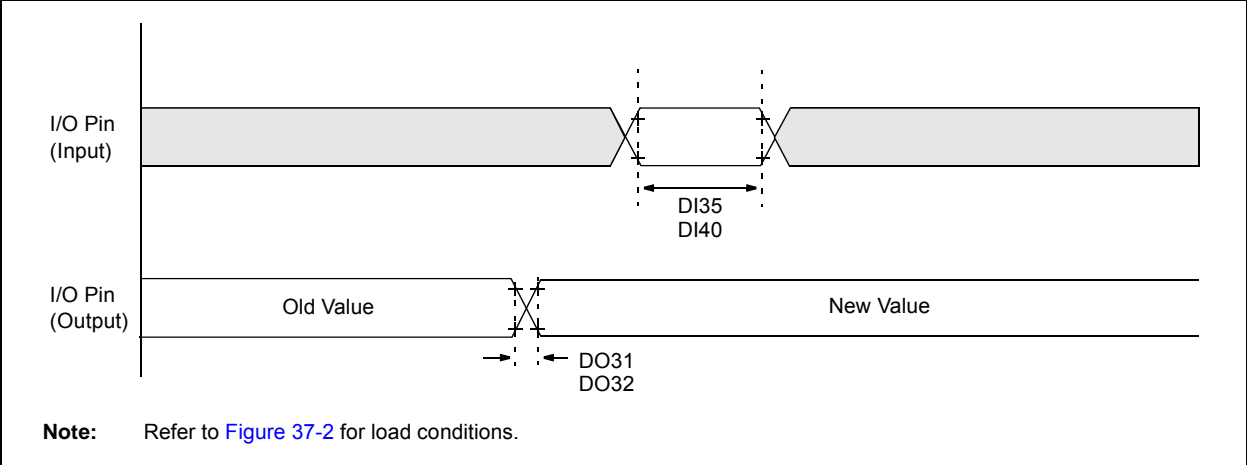 I/O Pin
(Input)
DI35
DI40
I/O Pin
(Output)
Old Value
New Value
DO31
DO32
Note: Refer to Figure 37-2 for load conditions.